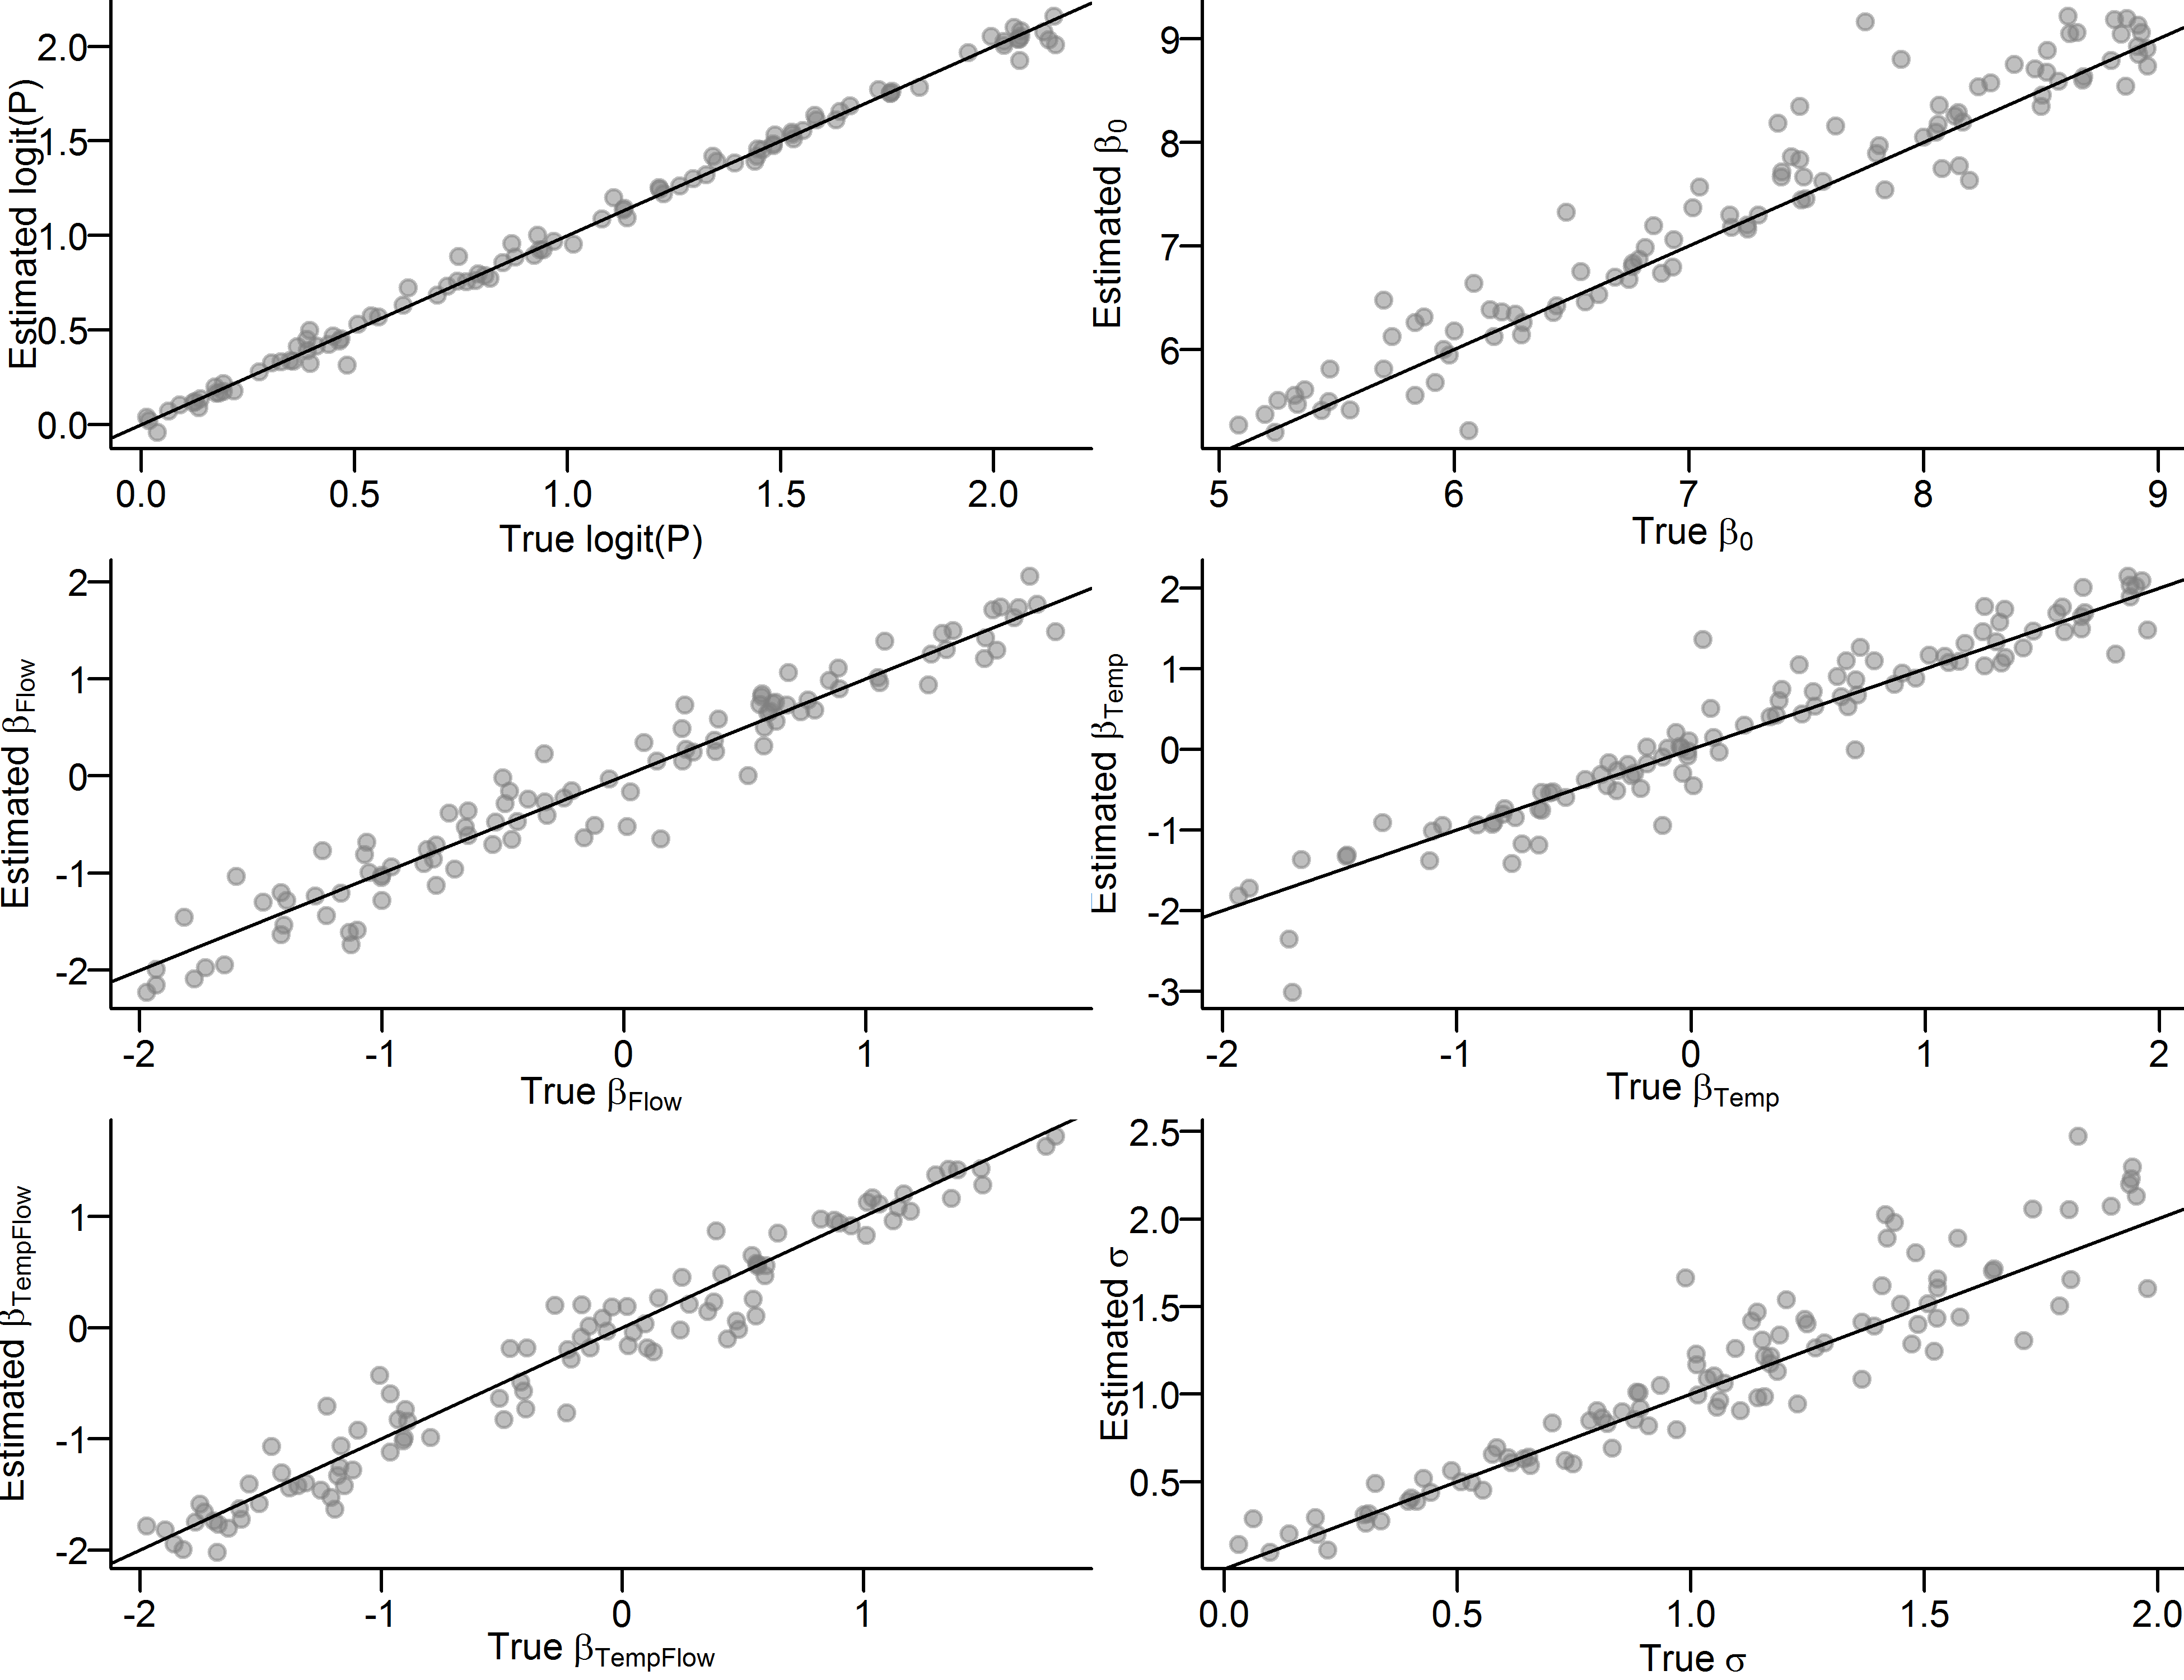 Estimated logit(P)
2.0
1.5
1.0
0.5
0.0
0.0 0.5 1.0 1.5 2.0
True logit(P)
Estimated β0
9
8
7
6
5 6 7 8 9
True β0
Estimated βFlow
2
1
0
-1
-2
-2 -1 0 1
True βFlow
Estimated βTemp
2
1
0
-1
-2
-3
-2 -1 0 1 2
True βTemp
Estimated βTempFlow
1
0
-1
-2
-2 -1 0 1
True βTempFlow
Estimated σ
2.5
2.0
1.5
1.0
0.5
0.0 0.5 1.0 1.5 2.0
True σ